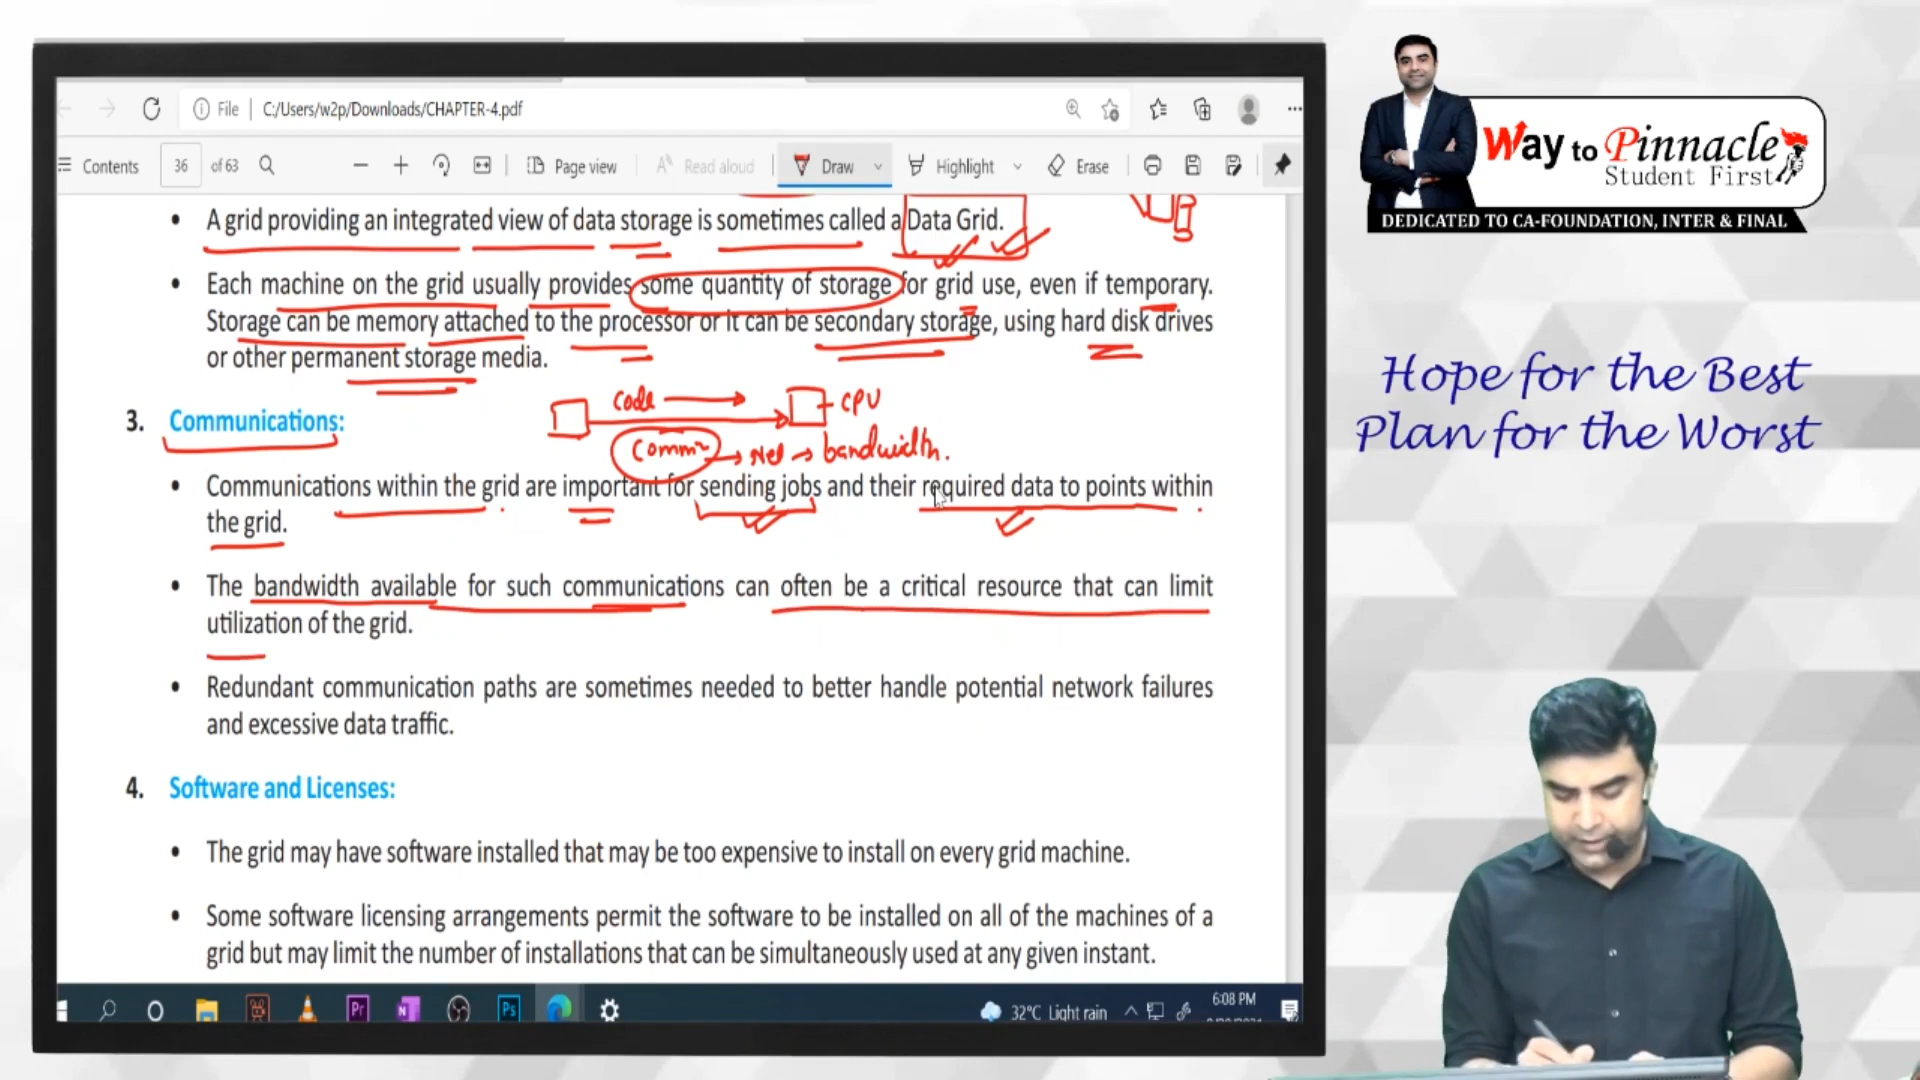 File | C:/Users/w2p/Downloads/CHAPTER-4.pdf
Contents 36 of 63 Page view Read aloud Draw Highlight Erase
• A grid providing an integrated view of data storage is sometimes called a Data Grid.
• Each machine on the grid usually provides some quantity of storage for grid use, even if temporary.
Storage can be memory attached to the processor or it can be secondary storage, using hard disk drives
or other permanent storage media.
Code CPU
3. Communications:
Net → bandwidth.
• Communications within the grid are important for sending jobs and their required data to points within
the grid.
• The bandwidth available for such communications can often be a critical resource that can limit
utilization of the grid.
• Redundant communication paths are sometimes needed to better handle potential network failures
and excessive data traffic.
4. Software and Licenses:
• The grid may have software installed that may be too expensive to install on every grid machine.
• Some software licensing arrangements permit the software to be installed on all of the machines of a
grid but may limit the number of installations that can be simultaneously used at any given instant.
Pr N Ps 32°C Light rain 6:08 PM
Way to Pinnacle
Student First
DEDICATED TO CA-FOUNDATION, INTER & FINAL
Hope for the Best
Plan for the Worst